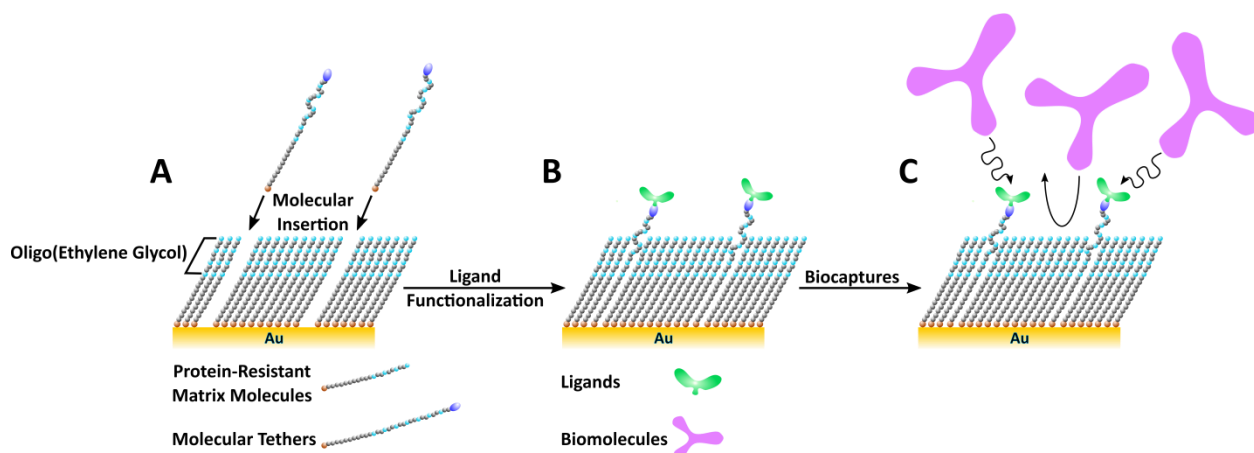 A
Molecular
Insertion
Oligo(Ethylene Glycol)
Au
Protein-Resistant
Matrix Molecules
Molecular Tethers
Ligand
Functionalization
B
Au
Ligands
Biomolecules
Biocaptures
C
Au